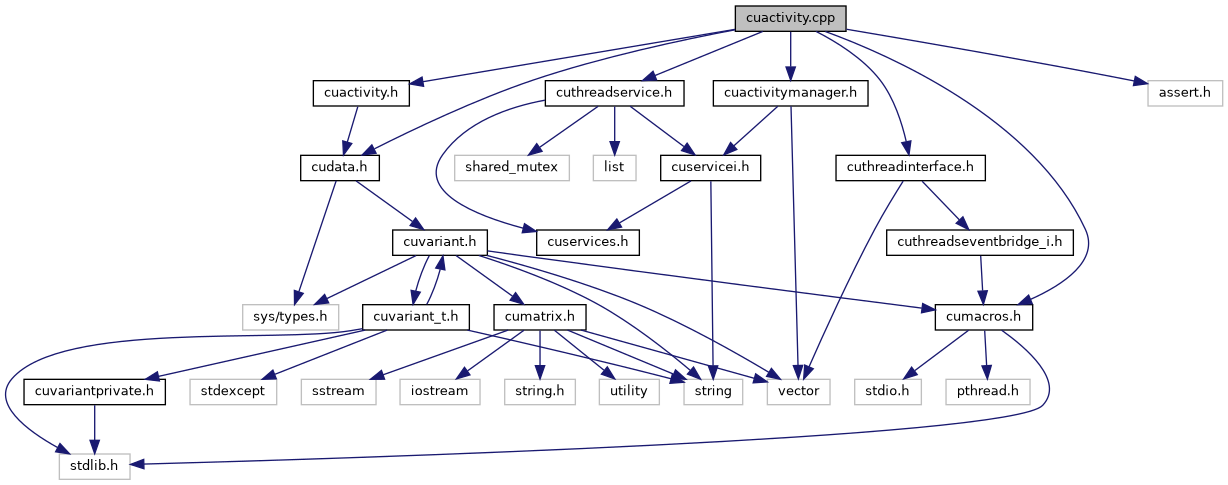 cuactivity.cpp
cuactivity.h
cuthreadservice.h
cuactivitymanager.h
assert.h
cudata.h
shared_mutex
list
cuservicei.h
cuthreadinterface.h
cuvariant.h
cuservices.h
cuthreadseventbridge_i.h
sys/types.h
cuvariant_t.h
cumatrix.h
cumacros.h
cuvariantprivate.h
stdexcept
sstream
iostream
string.h
utility
string
vector
stdio.h
pthread.h
stdlib.h